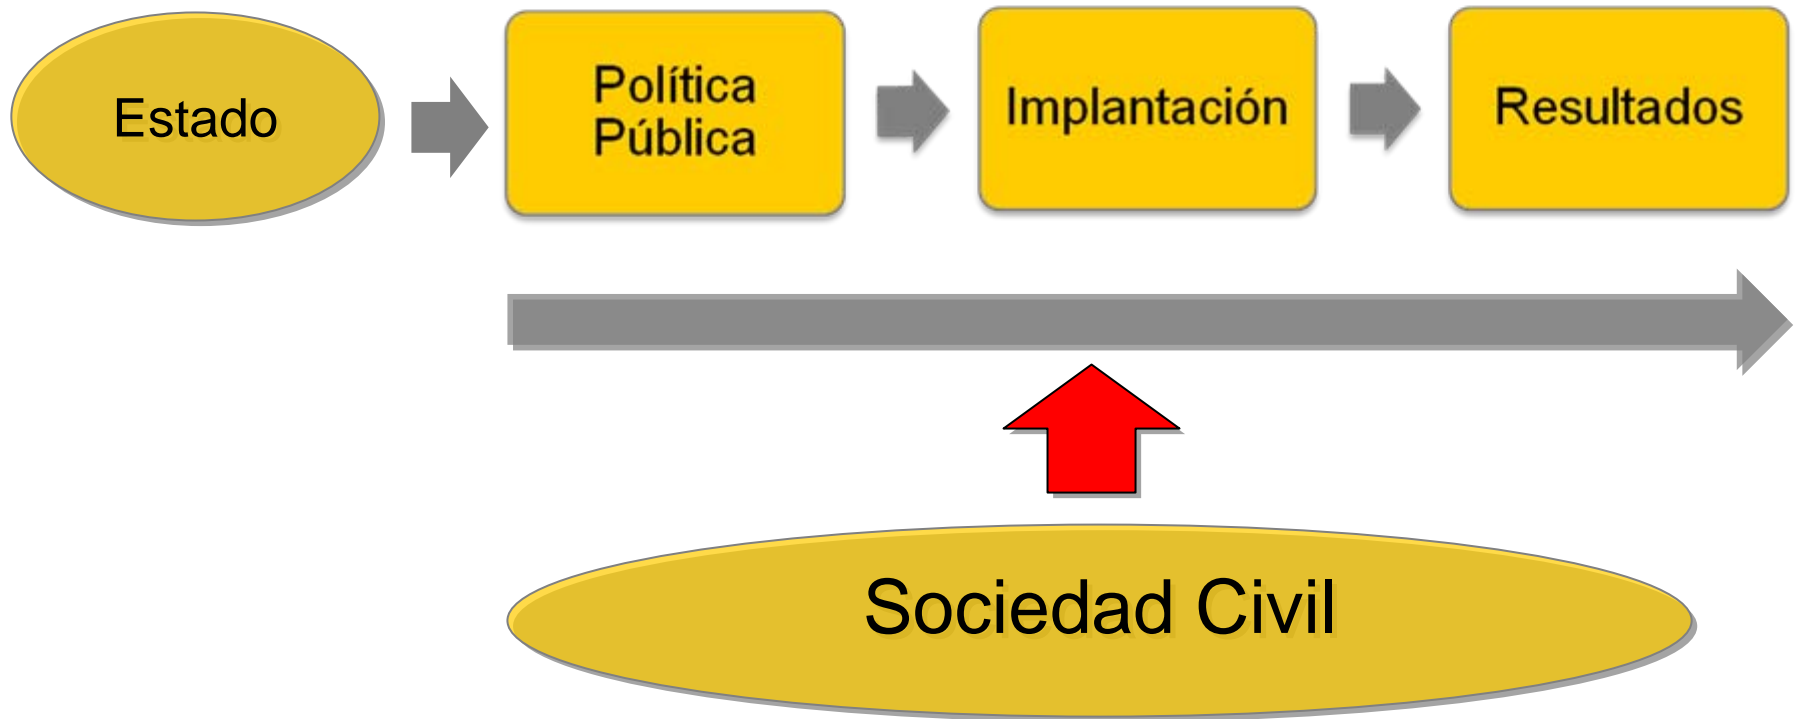 Estado
Política
Pública
Implantación
Resultados
Sociedad Civil